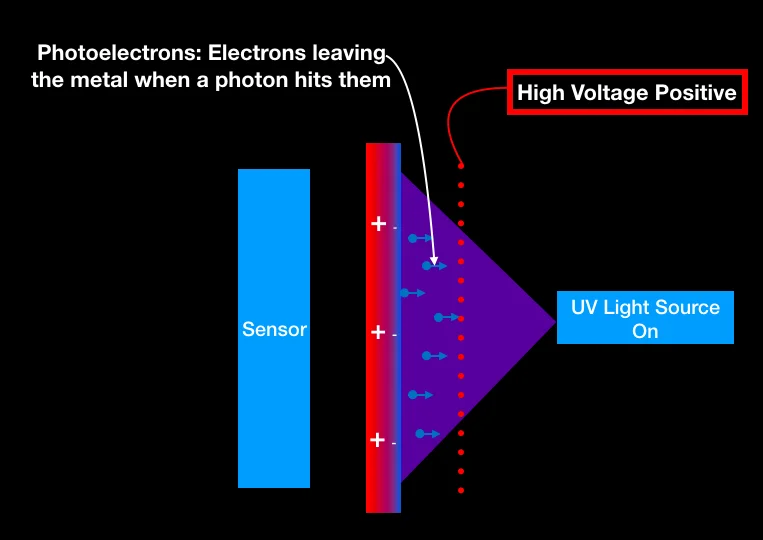 Photoelectrons: Electrons leaving
the metal when a photon hits them
High Voltage Positive
+ -
Sensor
+ -
UV Light Source
On
+ -